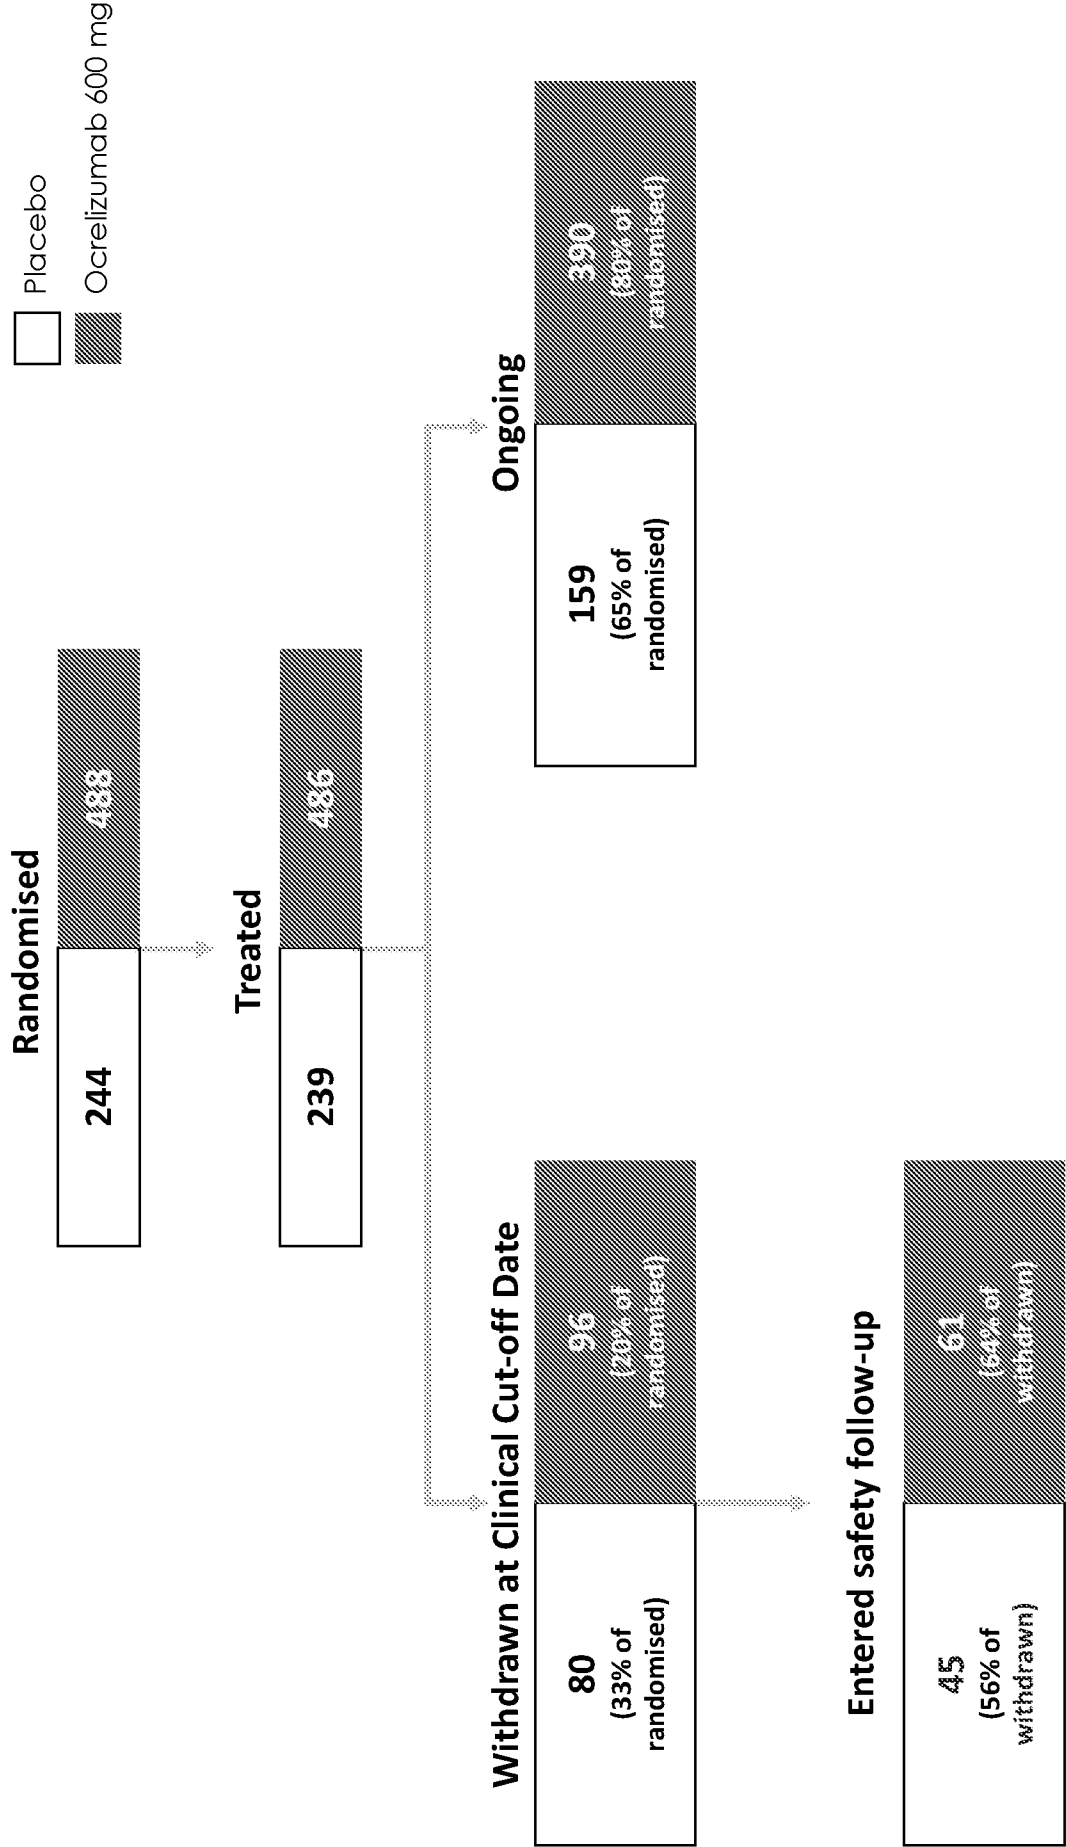 Placebo
Ocrelizumab 600 mg
Randomised
244
488
Treated
239
486
Withdrawn at Clinical Cut-off Date
80
(33% of
randomised)
96
(20% of
randomised)
Ongoing
159
(65% of
randomised)
390
(80% of
randomised)
Entered safety follow-up
45
(56% of
withdrawn)
61
(64% of
withdrawn)